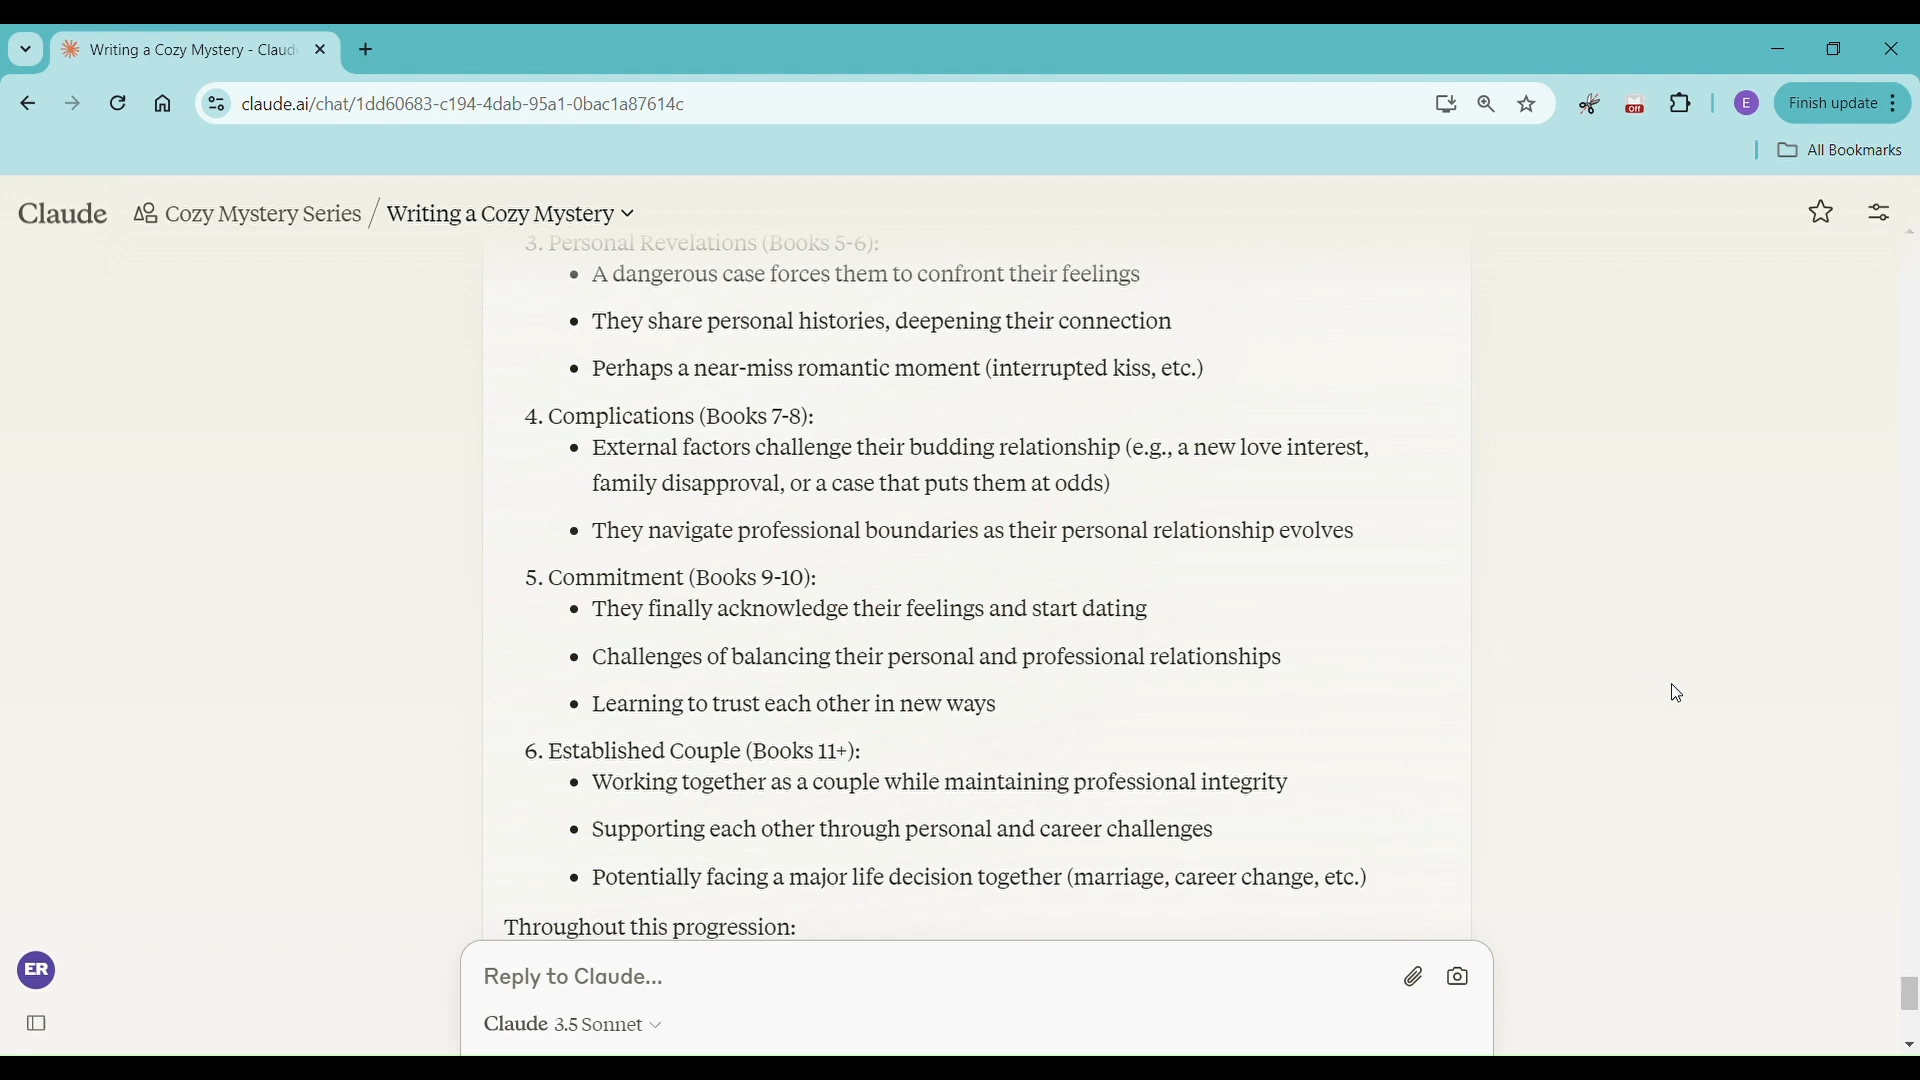 Writing a Cozy Mystery - Claud
claude.ai/chat/1dd60683-c194-4dab-95a1-0bac1a87614c
Off
E
Finish update
All Bookmarks
Claude
Cozy Mystery Series / Writing a Cozy Mystery
3. Personal Revelations (Books 5-6):
• A dangerous case forces them to confront their feelings
• They share personal histories, deepening their connection
• Perhaps a near-miss romantic moment (interrupted kiss, etc.)
4. Complications (Books 7-8):
• External factors challenge their budding relationship (e.g., a new love interest,
family disapproval, or a case that puts them at odds)
• They navigate professional boundaries as their personal relationship evolves
5. Commitment (Books 9-10):
• They finally acknowledge their feelings and start dating
• Challenges of balancing their personal and professional relationships
• Learning to trust each other in new ways
6. Established Couple (Books 11+):
• Working together as a couple while maintaining professional integrity
• Supporting each other through personal and career challenges
• Potentially facing a major life decision together (marriage, career change, etc.)
Throughout this progression:
ER
Reply to Claude...
Claude 3.5 Sonnet